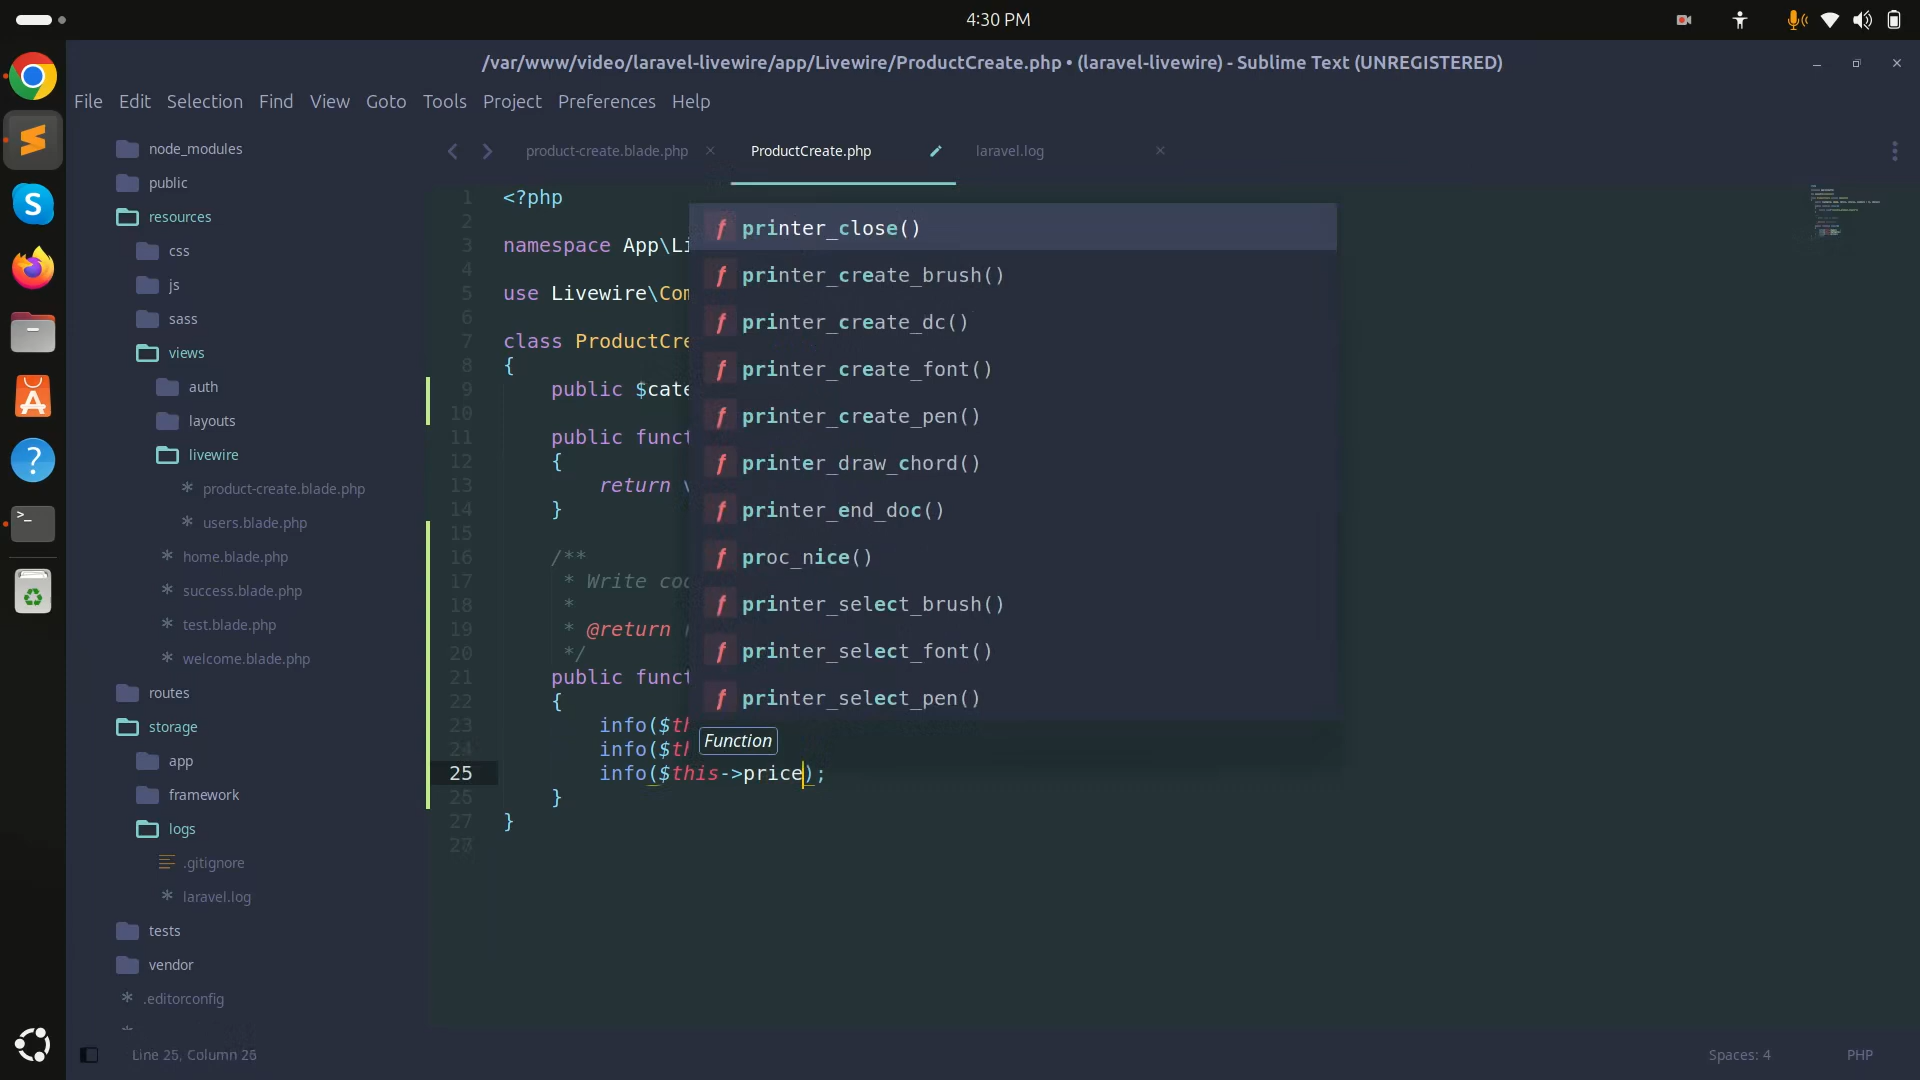 4:30 PM
/var/www/video/laravel-livewire/app/Livewire/ProductCreate.php • (laravel-livewire) - Sublime Text (UNREGISTERED)
File Edit Selection Find View Goto Tools Project Preferences Help
node_modules
public
resources
css
js
sass
views
auth
layouts
livewire
product-create.blade.php
users.blade.php
home.blade.php
success.blade.php
test.blade.php
welcome.blade.php
routes
storage
app
framework
logs
.gitignore
laravel.log
tests
vendor
.editorconfig
product-create.blade.php ProductCreate.php laravel.log
1 <?php
2
3 namespace App\Li
4
5 use Livewire\Com
6
7 class ProductCre
8 {
9 public $cate
10
11 public funct
12 {
13 return v
14 }
15
16 /**
17 * Write cod
18 *
19 * @return
20 */
21 public funct
22 {
23 info($th
24 info($th
25 info($this->price);
}
27 }
printer_close()
printer_create_brush()
printer_create_dc()
printer_create_font()
printer_create_pen()
printer_draw_chord()
printer_end_doc()
proc_nice()
printer_select_brush()
printer_select_font()
printer_select_pen()
Function
Line 25, Column 26
Spaces: 4 PHP